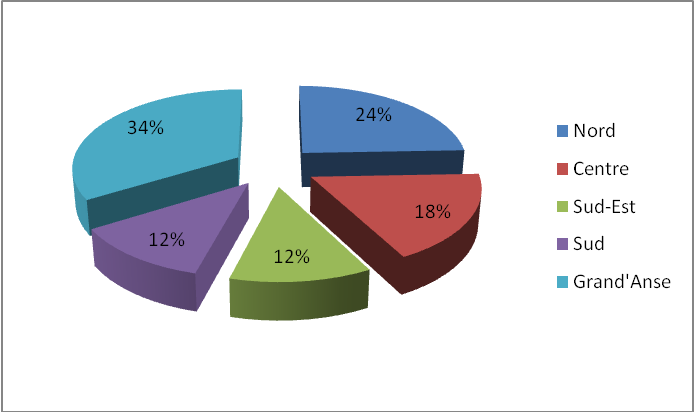 34%
24%
18%
12%
12%
Nord
Centre
Sud-Est
Sud
Grand'Anse